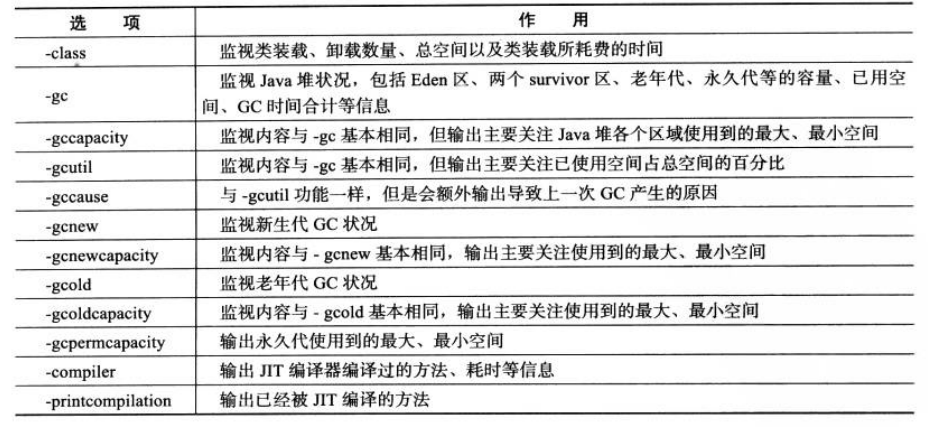 选 项 作 用
-class 监视类装载、卸载数量、总空间以及类装载所耗费的时间
-gc 监视 Java 堆状况，包括 Eden 区、两个 survivor 区、老年代、永久代等的容量、已用空
间、GC 时间合计等信息
-gccapacity 监视内容与 -gc 基本相同，但输出主要关注 Java 堆各个区域使用到的最大、最小空间
-gcutil 监视内容与 -gc 基本相同，但输出主要关注已使用空间占总空间的百分比
-gccause 与 -gcutil 功能一样，但是会额外输出导致上一次 GC 产生的原因
-gcnew 监视新生代 GC 状况
-gcnewcapacity 监视内容与 - gcnew 基本相同，输出主要关注使用到的最大、最小空间
-gcold 监视老年代 GC 状况
-gcoldcapacity 监视内容与 - gcold 基本相同，输出主要关注使用到的最大、最小空间
-gcpermcapacity 输出永久代使用到的最大、最小空间
-compiler 输出 JIT 编译器编译过的方法、耗时等信息
-printcompilation 输出已经被 JIT 编译的方法